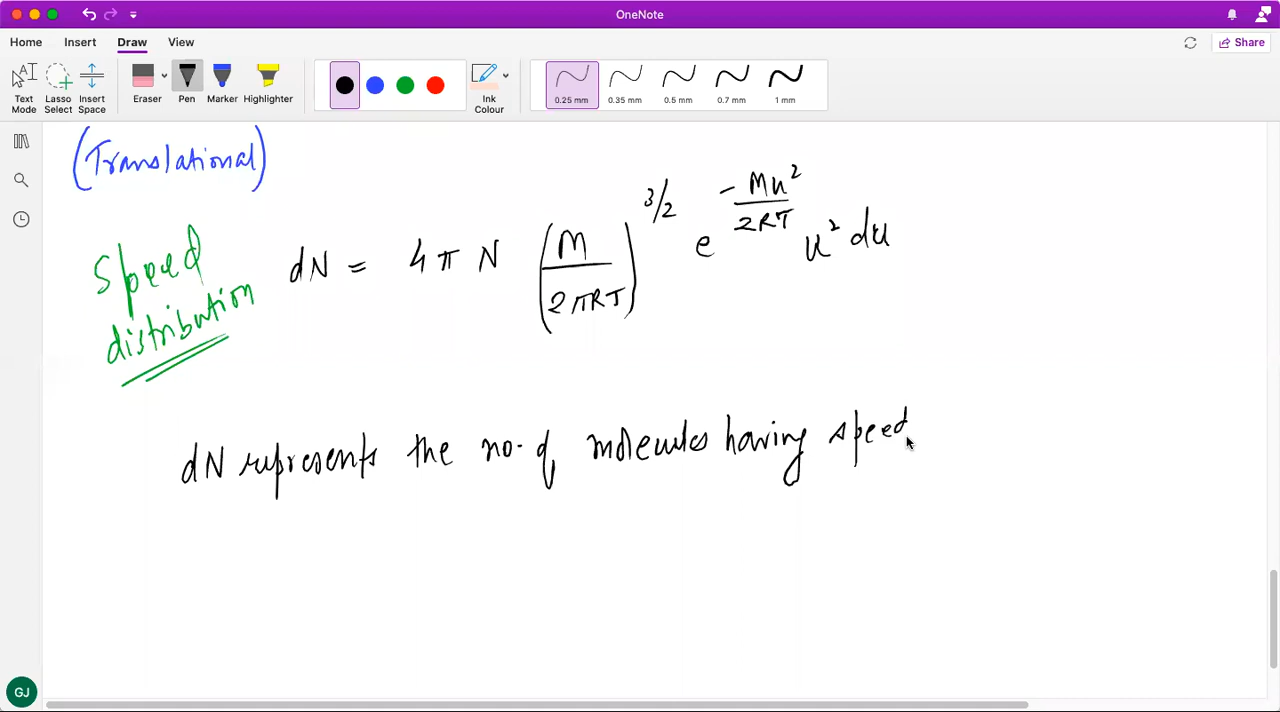 OneNote
Home Insert Draw View
Share
Text Mode Lasso Select Insert Space Eraser Pen Marker Highlighter Ink Colour 0.25 mm 0.35 mm 0.5 mm 0.7 mm 1 mm
(Translational)
Speed distribution
dN = 4 π N (M/2πRT)^3/2 e^-Mu²/2RT u² du
dN represents the no. of molecules having speed
GJ